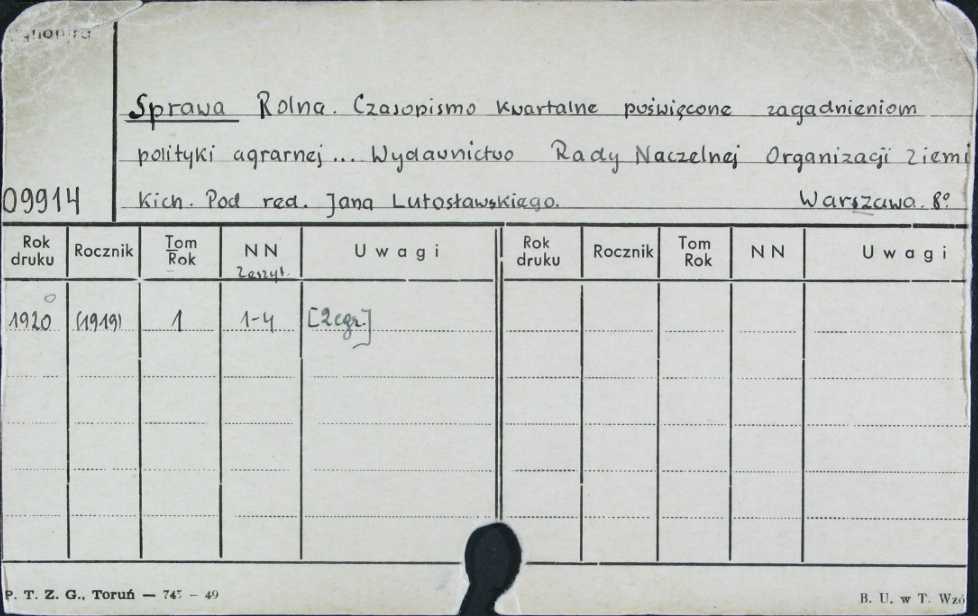 Sprawa Rolna. Czasopismo kwartalne poświęcone zagadnieniom
polityki agrarnej... Wydawnictwo Rady Naczelnej Organizacji Ziemi
09914 kich. Pod red. Jana Lutosławskiego. Warszawa. 8°
Rok druku Rocznik Tom Rok NN Zeszyt. Uwagi Rok druku Rocznik Tom Rok NN Uwagi
1920 (1919) 1 1-4 [2egz.]
P. T. Z. G., Toruń — 745 - 49 B. U. w T. Wzó